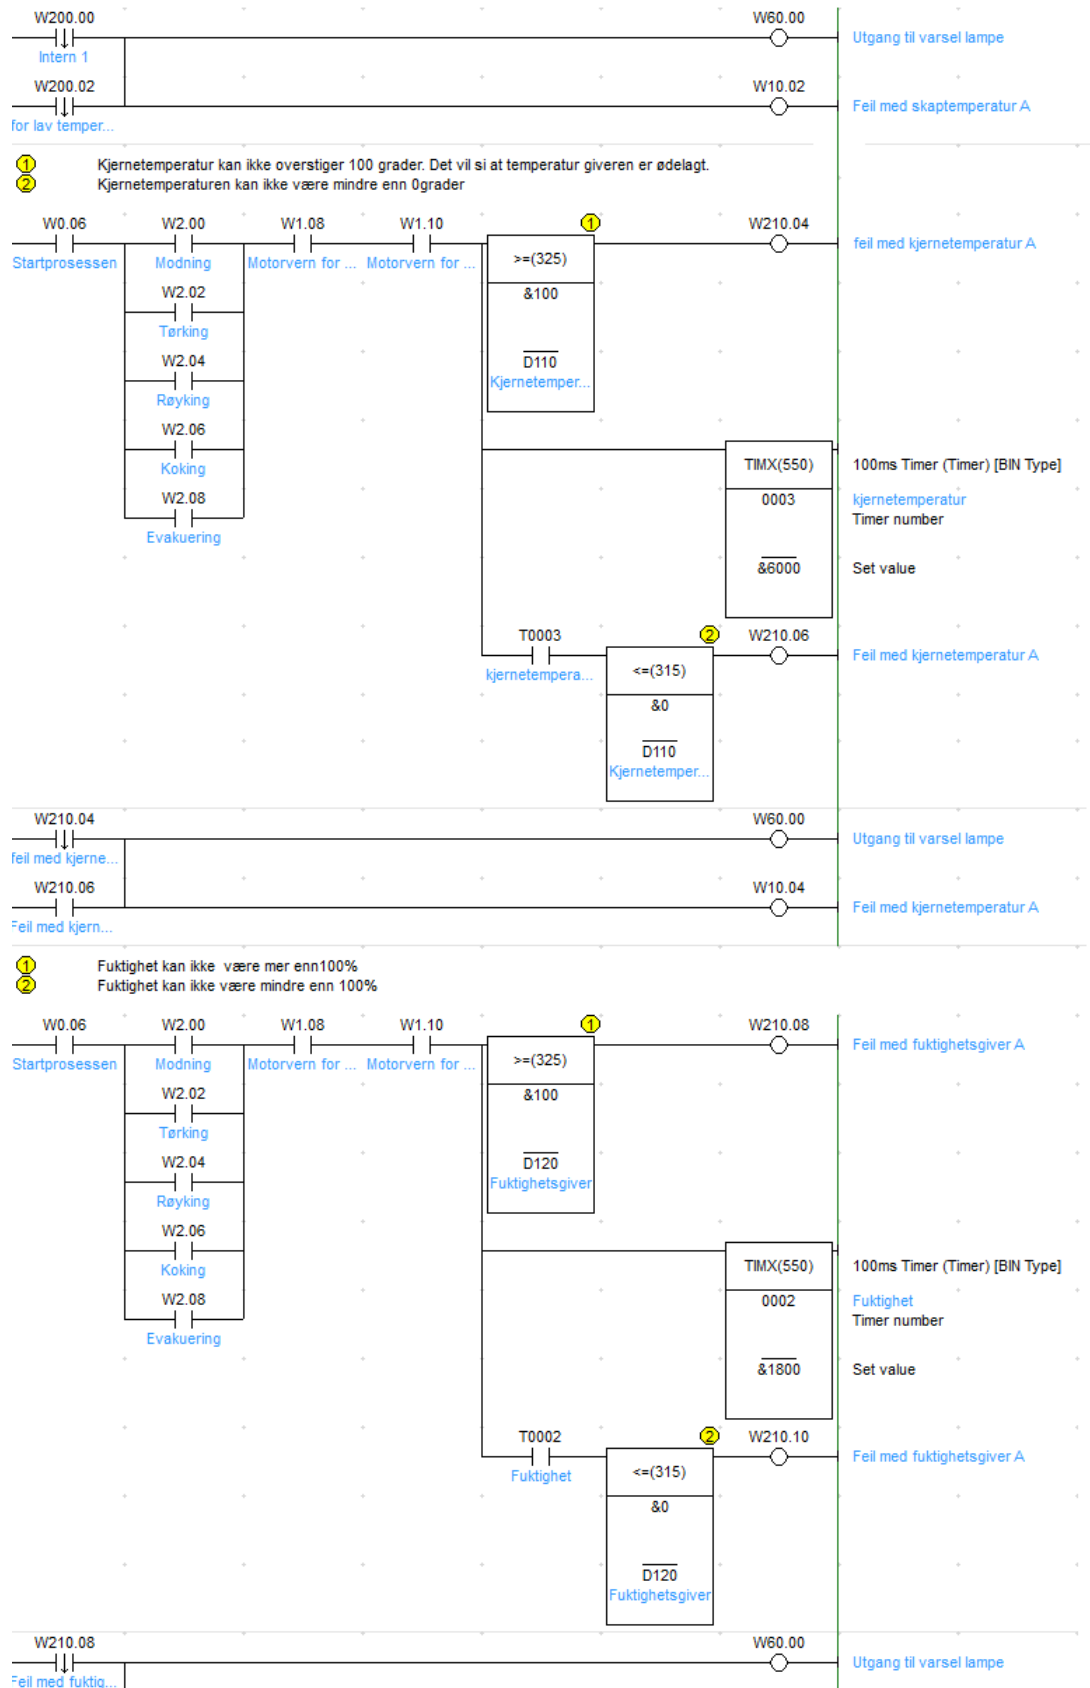 W200.00 W60.00
Utgang til varsel lampe
Intern 1
W200.02 W10.02
Feil med skaptemperatur A
for lav temper...
1 Kjernetemperatur kan ikke overstiger 100 grader. Det vil si at temperatur giveren er ødelagt.
2 Kjernetemperaturen kan ikke være mindre enn 0grader
W0.06 W2.00 W1.08 W1.10 1 W210.04
feil med kjernetemperatur A
Startprosessen Modning Motorvern for ... Motorvern for ... >=(325)
W2.02 &100
Tørking
W2.04 D110
Kjernetemper...
Røyking
W2.06
Koking TIMX(550) 100ms Timer (Timer) [BIN Type]
W2.08 0003 kjernetemperatur
Timer number
Evakuering
&6000 Set value
T0003 2 W210.06
Feil med kjernetemperatur A
kjernetempera... <=(315)
&0
D110
Kjernetemper...
W210.04 W60.00
Utgang til varsel lampe
feil med kjerne...
W210.06 W10.04
Feil med kjernetemperatur A
Feil med kjern...
1 Fuktighet kan ikke være mer enn100%
2 Fuktighet kan ikke være mindre enn 100%
W0.06 W2.00 W1.08 W1.10 1 W210.08
Feil med fuktighetsgiver A
Startprosessen Modning Motorvern for ... Motorvern for ... >=(325)
W2.02 &100
Tørking
W2.04 D120
Fuktighetsgiver
Røyking
W2.06
Koking TIMX(550) 100ms Timer (Timer) [BIN Type]
W2.08 0002 Fuktighet
Timer number
Evakuering
&1800 Set value
T0002 2 W210.10
Feil med fuktighetsgiver A
Fuktighet <=(315)
&0
D120
Fuktighetsgiver
W210.08 W60.00
Utgang til varsel lampe
Feil med fuktig...